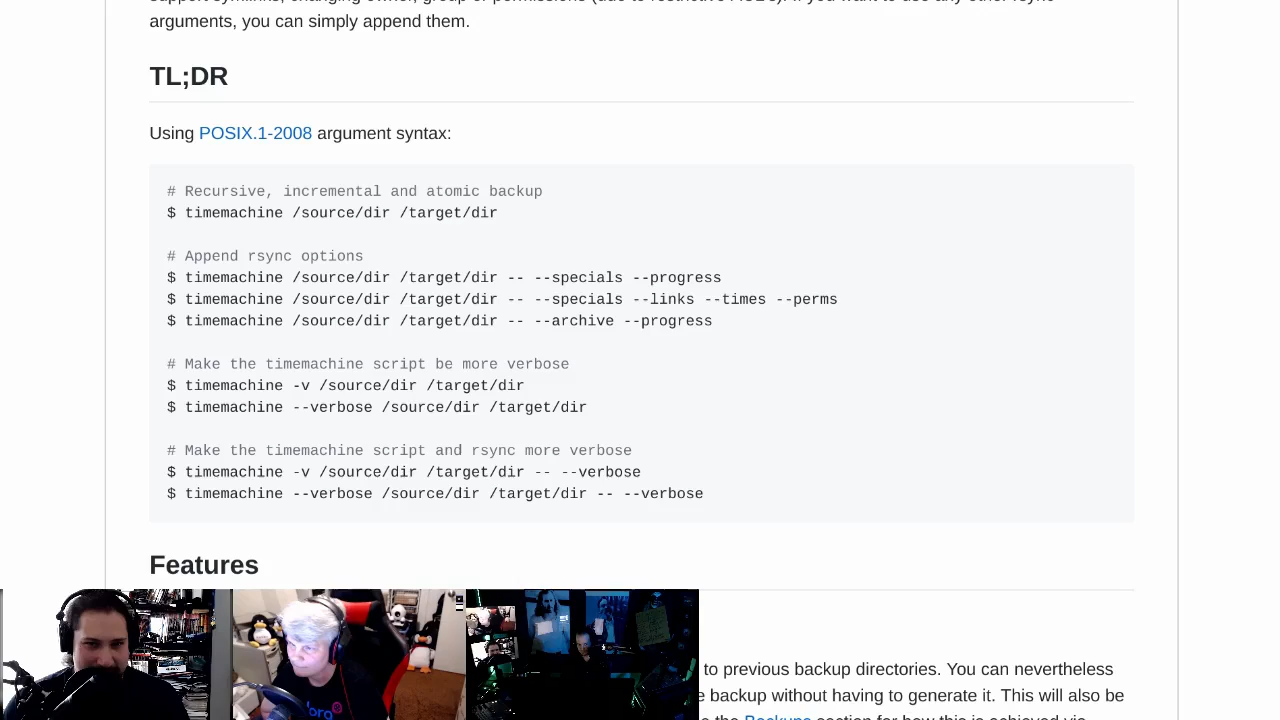 arguments, you can simply append them.
TL;DR
Using POSIX.1-2008 argument syntax:
# Recursive, incremental and atomic backup
$ timemachine /source/dir /target/dir
# Append rsync options
$ timemachine /source/dir /target/dir -- --specials --progress
$ timemachine /source/dir /target/dir -- --specials --links --times --perms
$ timemachine /source/dir /target/dir -- --archive --progress
# Make the timemachine script be more verbose
$ timemachine -v /source/dir /target/dir
$ timemachine --verbose /source/dir /target/dir
# Make the timemachine script and rsync more verbose
$ timemachine -v /source/dir /target/dir -- --verbose
$ timemachine --verbose /source/dir /target/dir -- --verbose
Features
to previous backup directories. You can nevertheless
backup without having to generate it. This will also be